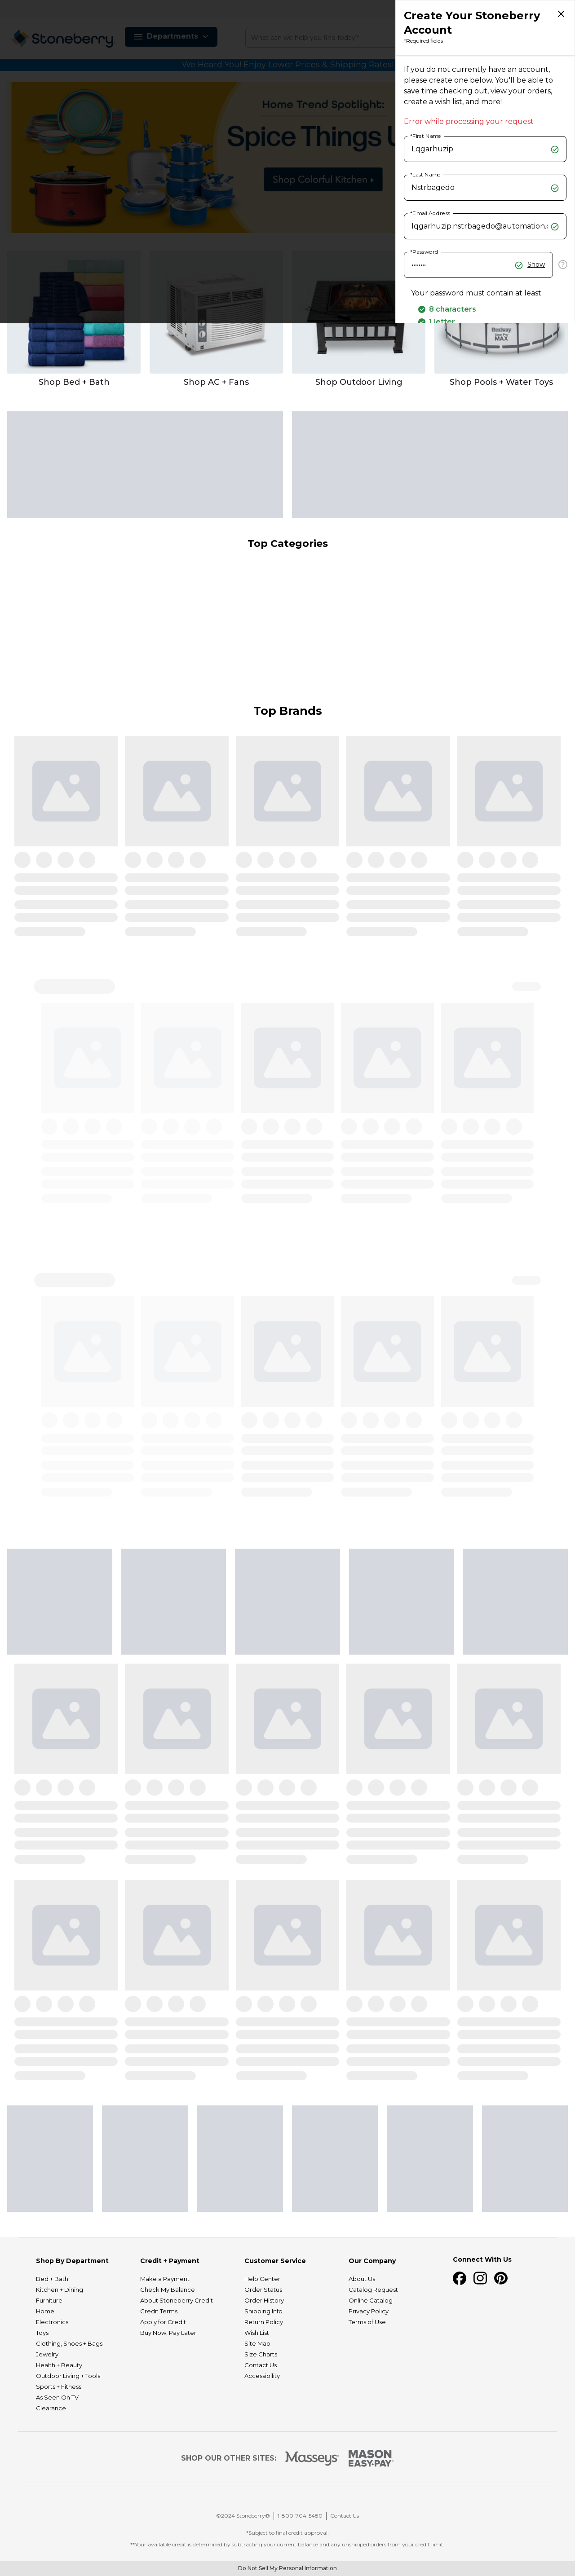 Stoneberry
Departments
What can we help you find today?
We Heard You! Enjoy Lower Prices & Shipping Rates!
Home Trend Spotlight:
Spice Things U
Shop Colorful Kitchen
Create Your Stoneberry
Account
*Required fields
If you do not currently have an account,
please create one below. You'll be able to
save time checking out, view your orders,
create a wish list, and more!
Error while processing your request.
*First Name
Lqgarhuzip
*Last Name
Nstrbagedo
*Email Address
lqgarhuzip.nstrbagedo@automation.c
*Password
Show
Your password must contain at least:
8 characters
1 letter
Bestway
MAX
Shop Bed + Bath
Shop AC + Fans
Shop Outdoor Living
Shop Pools + Water Toys
Top Categories
Top Brands
Shop By Department
Bed + Bath
Kitchen + Dining
Furniture
Home
Electronics
Toys
Clothing, Shoes + Bags
Jewelry
Health + Beauty
Outdoor Living + Tools
Sports + Fitness
As Seen On TV
Clearance
Credit + Payment
Make a Payment
Check My Balance
About Stoneberry Credit
Credit Terms
Apply for Credit
Buy Now, Pay Later
Customer Service
Help Center
Order Status
Order History
Shipping Info
Return Policy
Wish List
Site Map
Size Charts
Contact Us
Accessibility
Our Company
About Us
Catalog Request
Online Catalog
Privacy Policy
Terms of Use
Connect With Us
SHOP OUR OTHER SITES:
Masseys
MASON
EASY•PAY
©2024 Stoneberry®
1-800-704-5480
Contact Us
*Subject to final credit approval
**Your available credit is determined by subtracting your current balance and any unshipped orders from your credit limit.
Do Not Sell My Personal Information